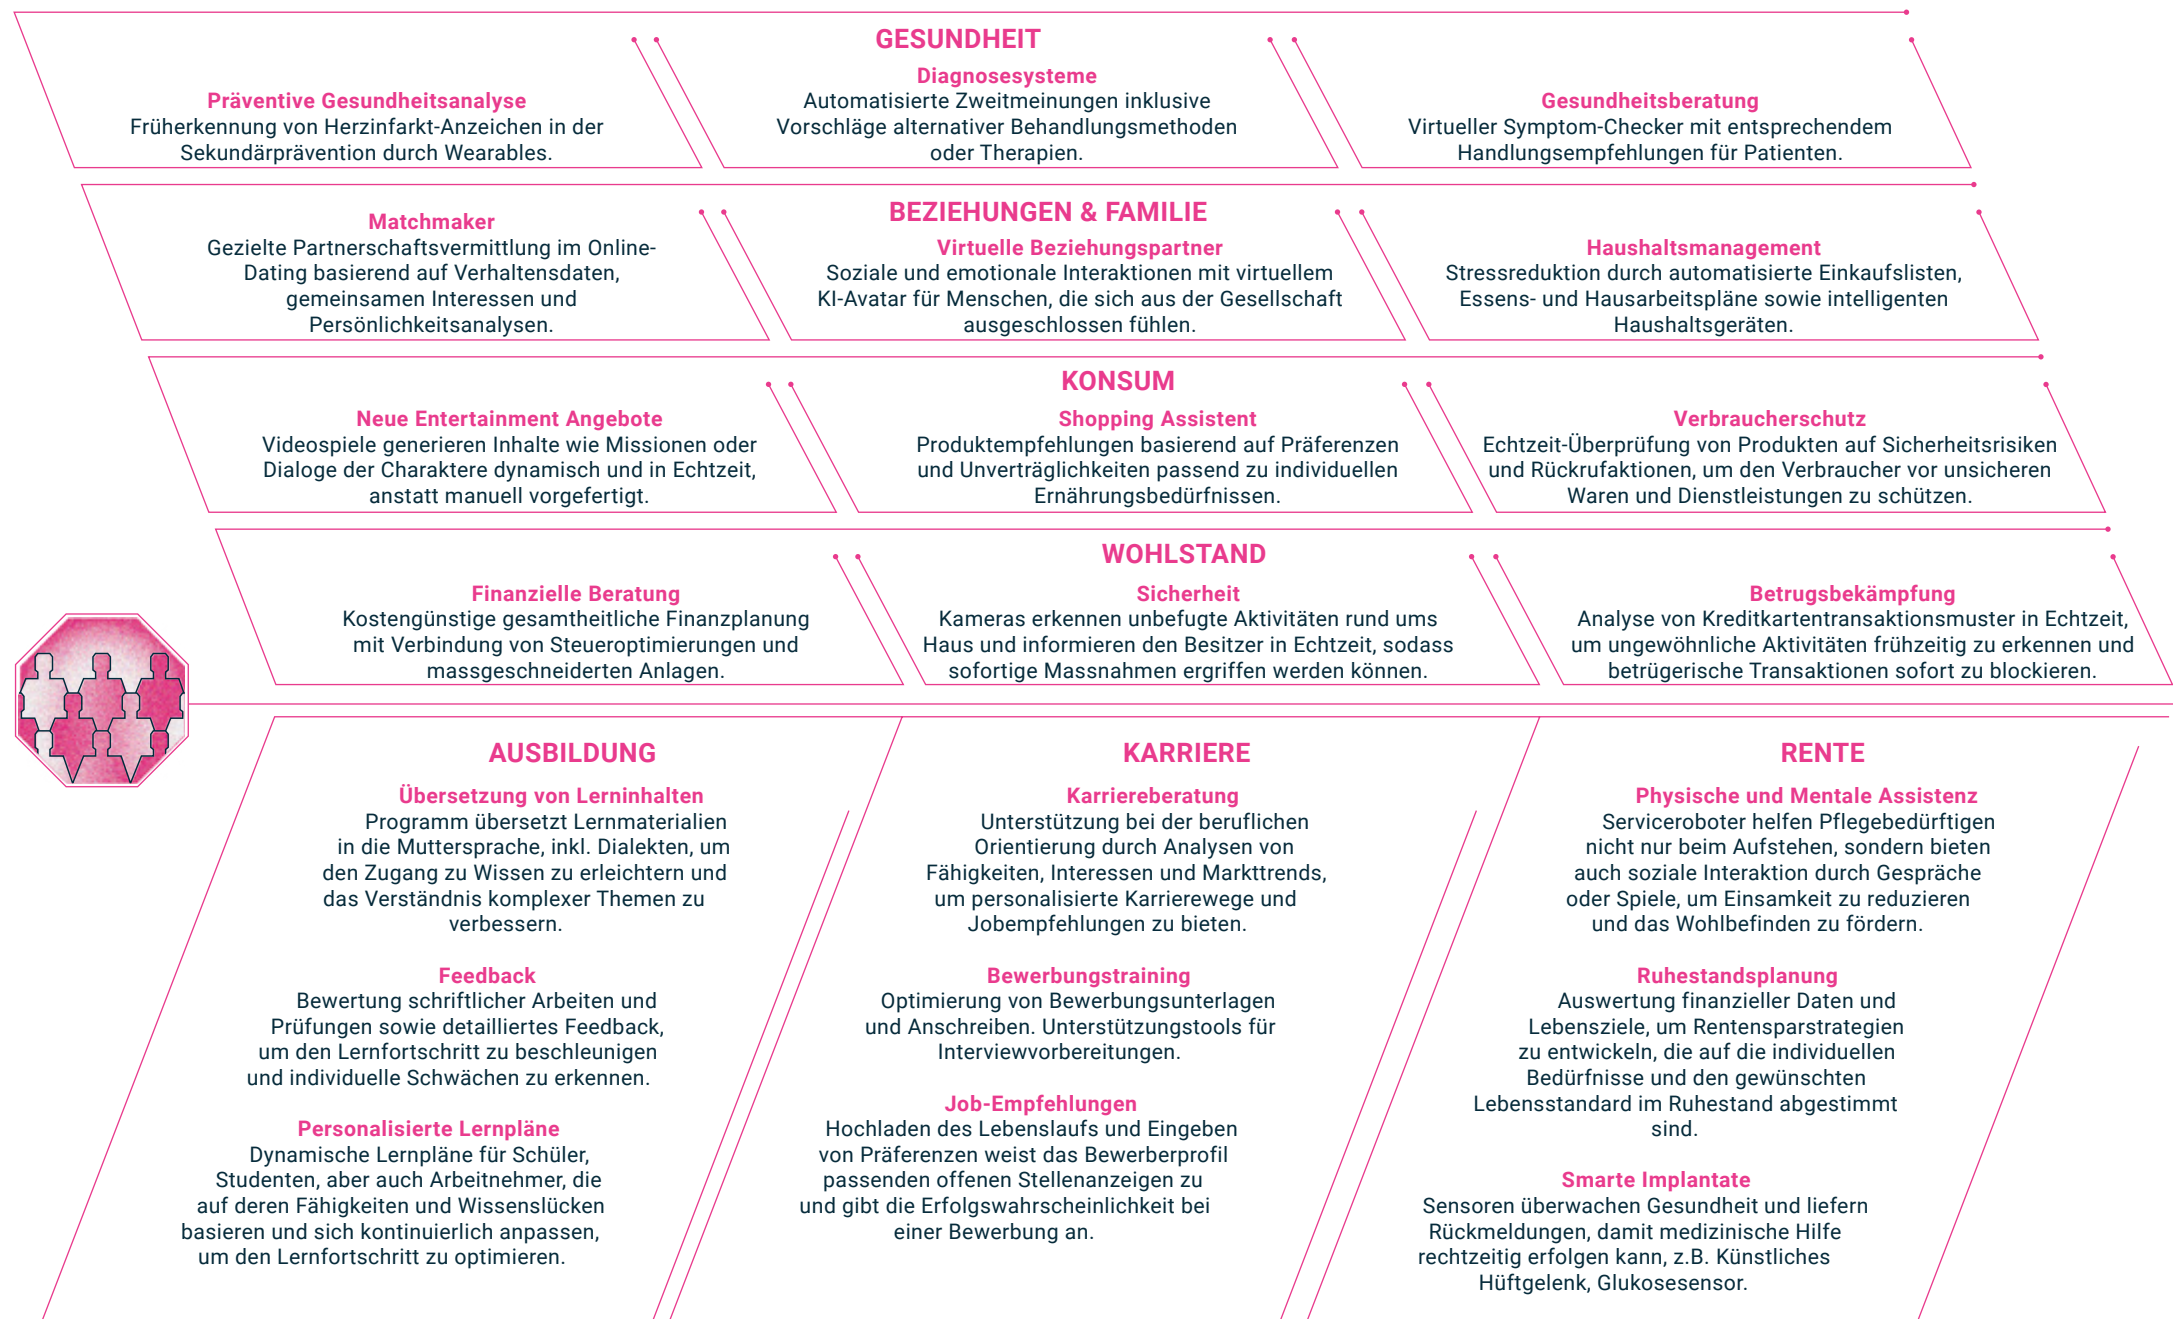 GESUNDHEIT
Präventive Gesundheitsanalyse
Früherkennung von Herzinfarkt-Anzeichen in der
Sekundärprävention durch Wearables.
Diagnosesysteme
Automatisierte Zweitmeinungen inklusive
Vorschläge alternativer Behandlungsmethoden
oder Therapien.
Gesundheitsberatung
Virtueller Symptom-Checker mit entsprechendem
Handlungsempfehlungen für Patienten.
BEZIEHUNGEN & FAMILIE
Matchmaker
Gezielte Partnerschaftsvermittlung im Online-
Dating basierend auf Verhaltensdaten,
gemeinsamen Interessen und
Persönlichkeitsanalysen.
Virtuelle Beziehungspartner
Soziale und emotionale Interaktionen mit virtuellem
KI-Avatar für Menschen, die sich aus der Gesellschaft
ausgeschlossen fühlen.
Haushaltsmanagement
Stressreduktion durch automatisierte Einkaufslisten,
Essens- und Hausarbeitspläne sowie intelligenten
Haushaltsgeräten.
KONSUM
Neue Entertainment Angebote
Videospiele generieren Inhalte wie Missionen oder
Dialoge der Charaktere dynamisch und in Echtzeit,
anstatt manuell vorgefertigt.
Shopping Assistent
Produktempfehlungen basierend auf Präferenzen
und Unverträglichkeiten passend zu individuellen
Ernährungsbedürfnissen.
Verbraucherschutz
Echtzeit-Überprüfung von Produkten auf Sicherheitsrisiken
und Rückrufaktionen, um den Verbraucher vor unsicheren
Waren und Dienstleistungen zu schützen.
WOHLSTAND
Finanzielle Beratung
Kostengünstige gesamtheitliche Finanzplanung
mit Verbindung von Steueroptimierungen und
massgeschneiderten Anlagen.
Sicherheit
Kameras erkennen unbefugte Aktivitäten rund ums
Haus und informieren den Besitzer in Echtzeit, sodass
sofortige Massnahmen ergriffen werden können.
Betrugsbekämpfung
Analyse von Kreditkartentransaktionsmuster in Echtzeit,
um ungewöhnliche Aktivitäten frühzeitig zu erkennen und
betrügerische Transaktionen sofort zu blockieren.
AUSBILDUNG
Übersetzung von Lerninhalten
Programm übersetzt Lernmaterialien
in die Muttersprache, inkl. Dialekten, um
den Zugang zu Wissen zu erleichtern und
das Verständnis komplexer Themen zu
verbessern.
Feedback
Bewertung schriftlicher Arbeiten und
Prüfungen sowie detailliertes Feedback,
um den Lernfortschritt zu beschleunigen
und individuelle Schwächen zu erkennen.
Personalisierte Lernpläne
Dynamische Lernpläne für Schüler,
Studenten, aber auch Arbeitnehmer, die
auf deren Fähigkeiten und Wissenslücken
basieren und sich kontinuierlich anpassen,
um den Lernfortschritt zu optimieren.
KARRIERE
Karriereberatung
Unterstützung bei der beruflichen
Orientierung durch Analysen von
Fähigkeiten, Interessen und Markttrends,
um personalisierte Karrierewege und
Jobempfehlungen zu bieten.
Bewerbungstraining
Optimierung von Bewerbungsunterlagen
und Anschreiben. Unterstützungstools für
Interviewvorbereitungen.
Job-Empfehlungen
Hochladen des Lebenslaufs und Eingeben
von Präferenzen weist das Bewerberprofil
passenden offenen Stellenanzeigen zu
und gibt die Erfolgswahrscheinlichkeit bei
einer Bewerbung an.
RENTE
Physische und Mentale Assistenz
Serviceroboter helfen Pflegebedürftigen
nicht nur beim Aufstehen, sondern bieten
auch soziale Interaktion durch Gespräche
oder Spiele, um Einsamkeit zu reduzieren
und das Wohlbefinden zu fördern.
Ruhestandsplanung
Auswertung finanzieller Daten und
Lebensziele, um Rentensparstrategien
zu entwickeln, die auf die individuellen
Bedürfnisse und den gewünschten
Lebensstandard im Ruhestand abgestimmt
sind.
Smarte Implantate
Sensoren überwachen Gesundheit und liefern
Rückmeldungen, damit medizinische Hilfe
rechtzeitig erfolgen kann, z.B. Künstliches
Hüftgelenk, Glukosesensor.